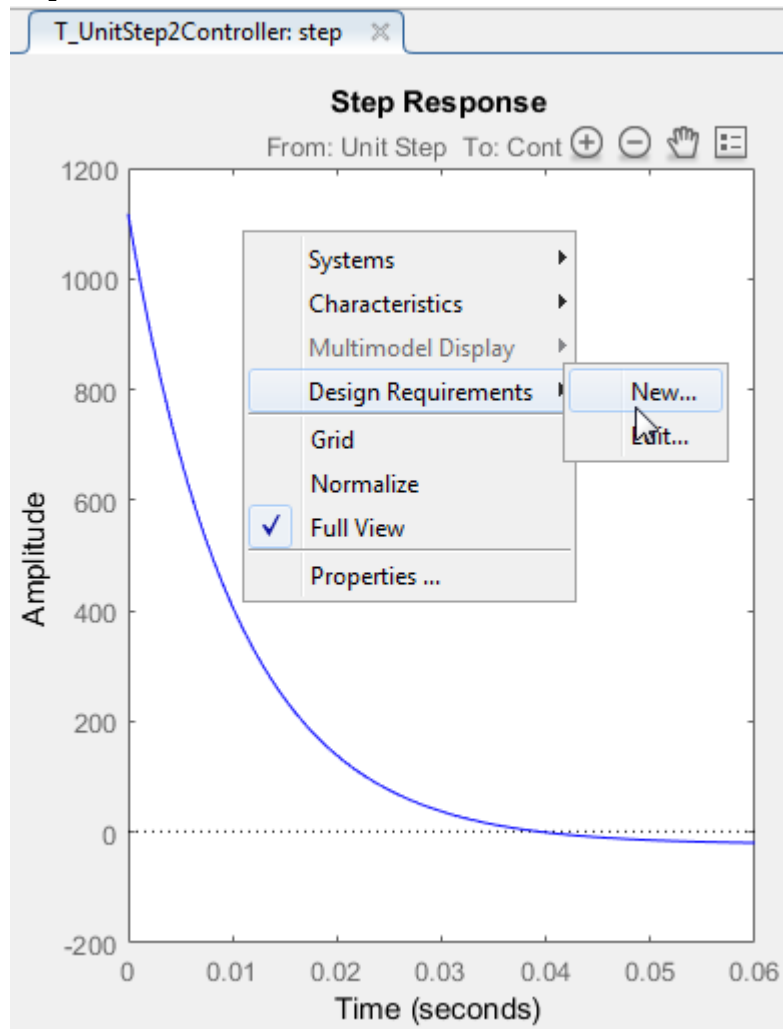 T_UnitStep2Controller: step
Step Response
From: Unit Step To: Cont
1200
1000
800
600
400
200
0
-200
Amplitude
Systems
Characteristics
Multimodel Display
Design Requirements
New...
Grid
Normalize
Full View
Properties ...
0 0.01 0.02 0.03 0.04 0.05 0.06
Time (seconds)